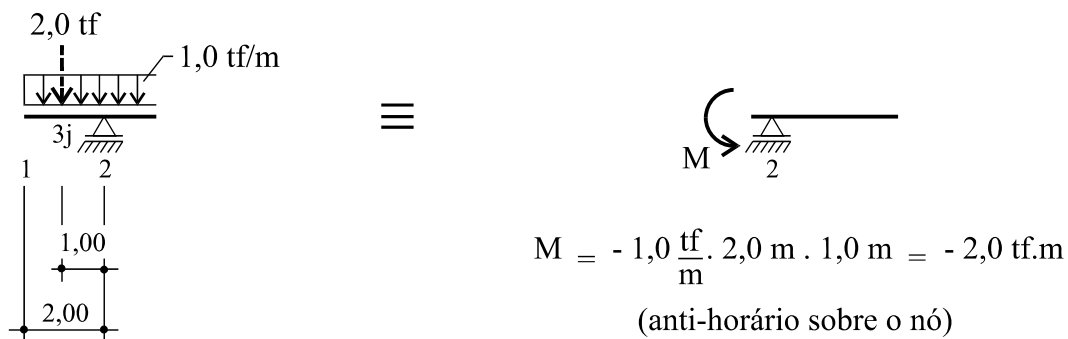 2,0 tf
1,0 tf/m
3j
1
2
1,00
2,00
M
2
M = - 1,0 tf/m . 2,0 m . 1,0 m = - 2,0 tf.m
(anti-horário sobre o nó)